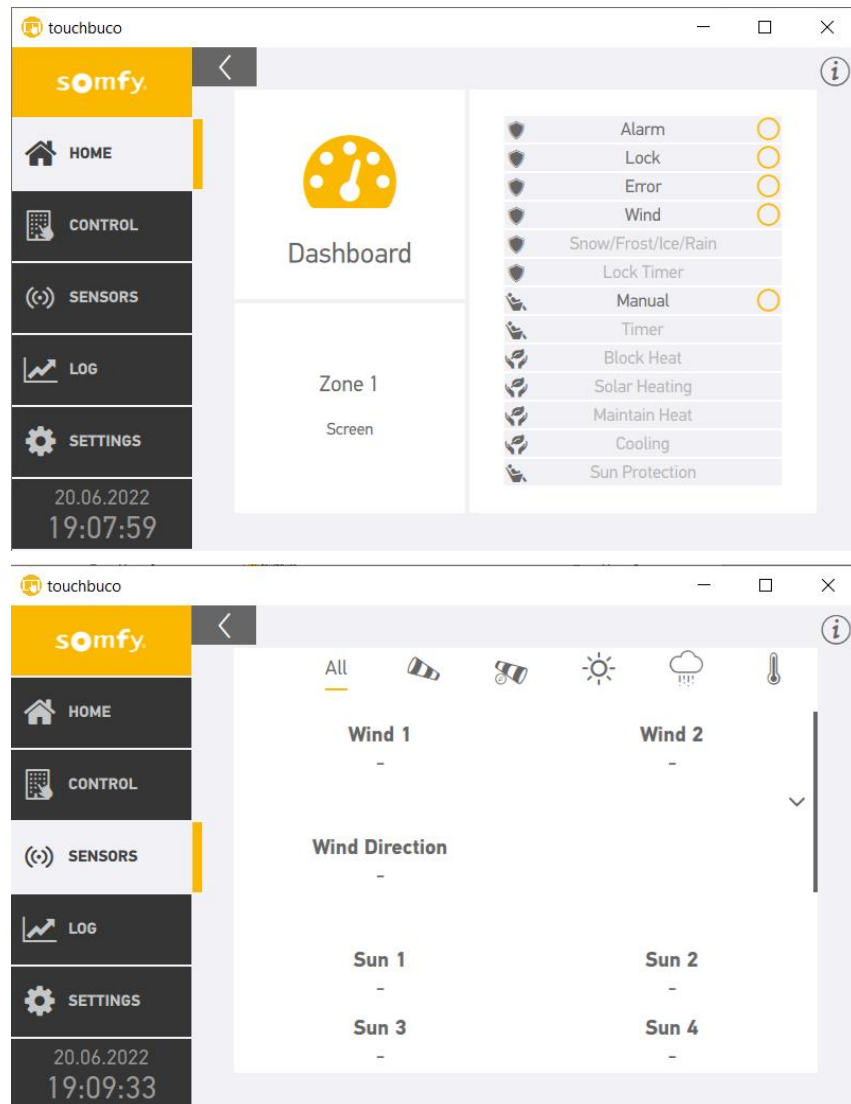 touchbuco
somfy.
HOME
CONTROL
SENSORS
LOG
SETTINGS
20.06.2022
19:07:59
Dashboard
Zone 1
Screen
Alarm
Lock
Error
Wind
Snow/Frost/Ice/Rain
Lock Timer
Manual
Timer
Block Heat
Solar Heating
Maintain Heat
Cooling
Sun Protection
i
touchbuco
somfy.
HOME
CONTROL
SENSORS
LOG
SETTINGS
20.06.2022
19:09:33
All
Wind 1 Wind 2
- -
Wind Direction
-
Sun 1 Sun 2
- -
Sun 3 Sun 4
- -
i